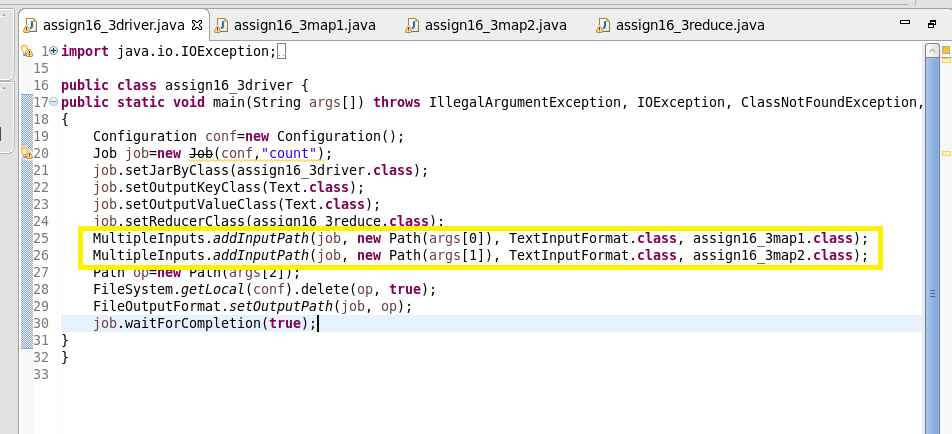 assign16_3driver.java assign16_3map1.java assign16_3map2.java assign16_3reduce.java
1 import java.io.IOException;
15
16 public class assign16_3driver {
17 public static void main(String args[]) throws IllegalArgumentException, IOException, ClassNotFoundException,
18 {
19 Configuration conf=new Configuration();
20 Job job=new Job(conf,"count");
21 job.setJarByClass(assign16_3driver.class);
22 job.setOutputKeyClass(Text.class);
23 job.setOutputValueClass(Text.class);
24 job.setReducerClass(assign16_3reduce.class);
25 MultipleInputs.addInputPath(job, new Path(args[0]), TextInputFormat.class, assign16_3map1.class);
26 MultipleInputs.addInputPath(job, new Path(args[1]), TextInputFormat.class, assign16_3map2.class);
27 Path op=new Path(args[2]);
28 FileSystem.getLocal(conf).delete(op, true);
29 FileOutputFormat.setOutputPath(job, op);
30 job.waitForCompletion(true);
31 }
32 }
33